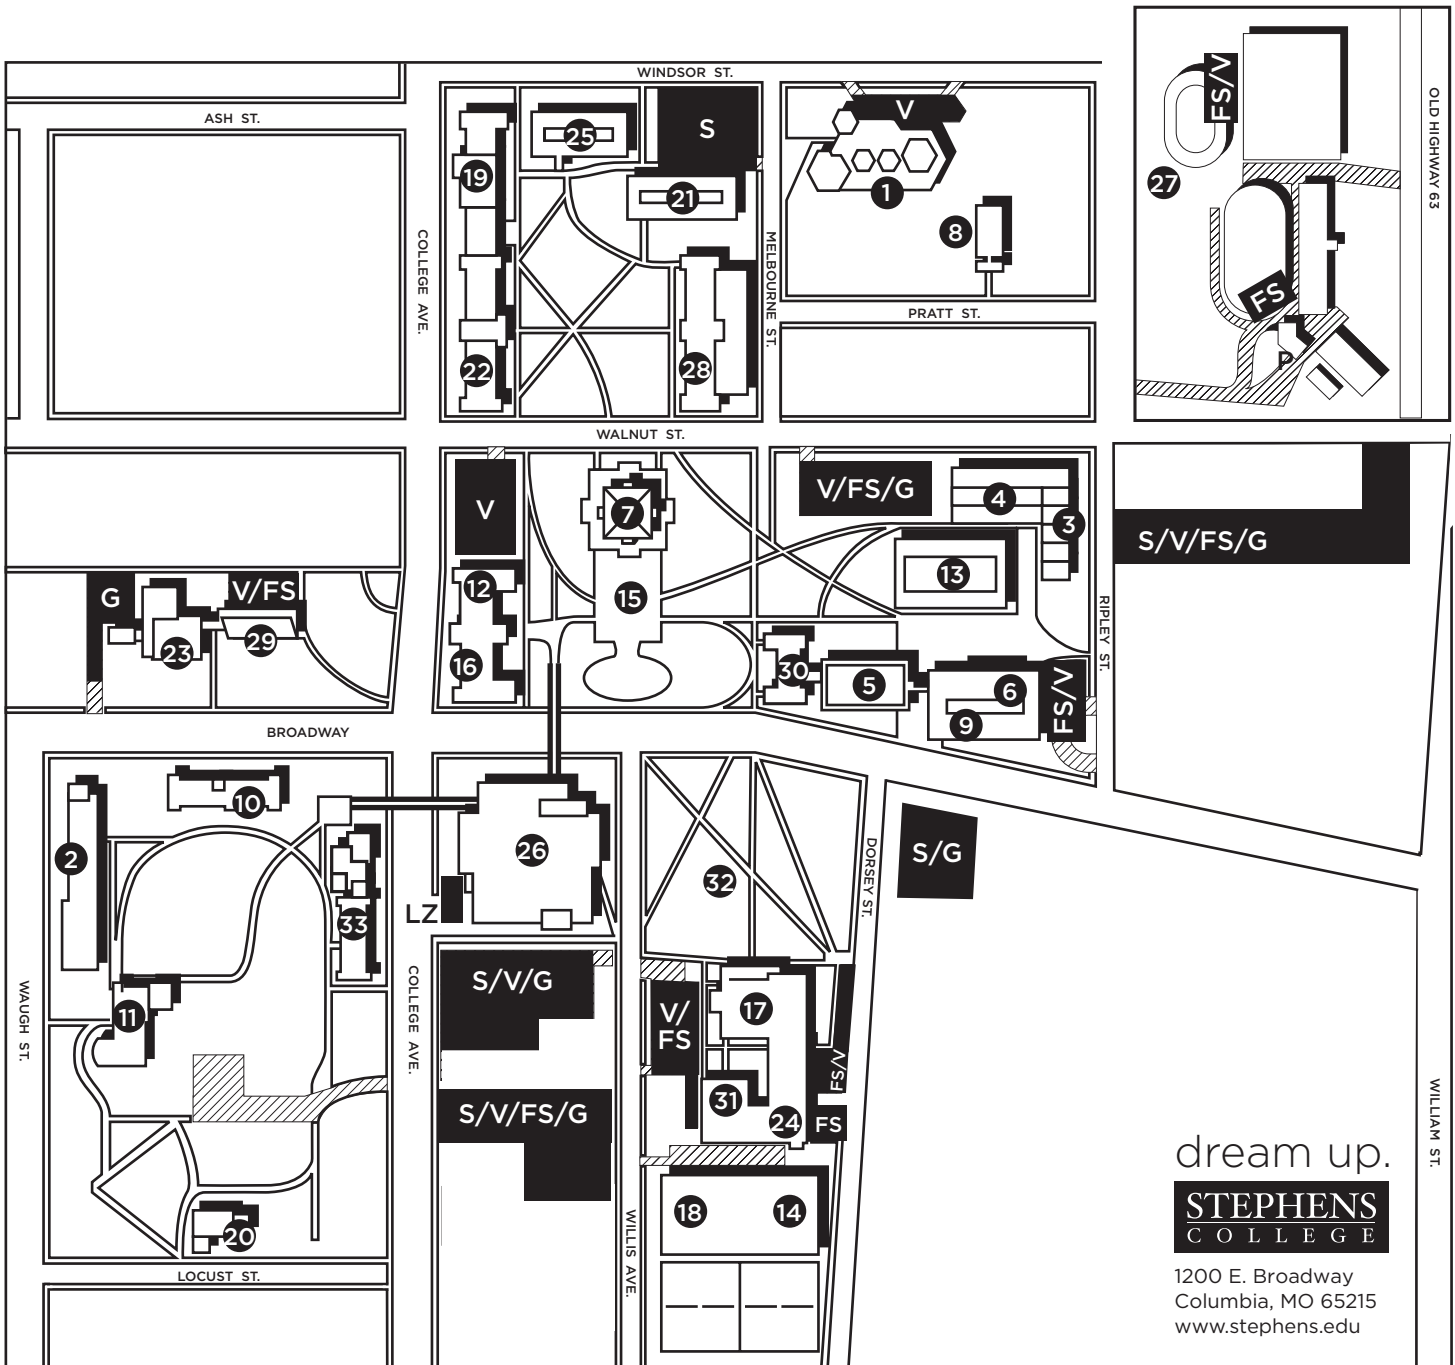 WINDSOR ST.
ASH ST.
S
V
25
19
21
1
8
FS/V
27
OLD HIGHWAY 63
COLLEGE AVE.
MELBOURNE ST.
PRATT ST.
FS
P
22
28
WALNUT ST.
V
7
V/FS/G
4
3
S/V/FS/G
G
V/FS
12
15
13
RIPLEY ST.
23
29
16
30
5
6
9
FS/V
BROADWAY
10
2
26
32
DORSEY ST.
S/G
LZ
33
WAUGH ST.
11
COLLEGE AVE.
S/V/G
V/
FS
17
FS/V
S/V/FS/G
31
24
FS
WILLIAM ST.
20
WILLIS AVE.
18
14
LOCUST ST.
dream up.
STEPHENS
COLLEGE
1200 E. Broadway
Columbia, MO 65215
www.stephens.edu